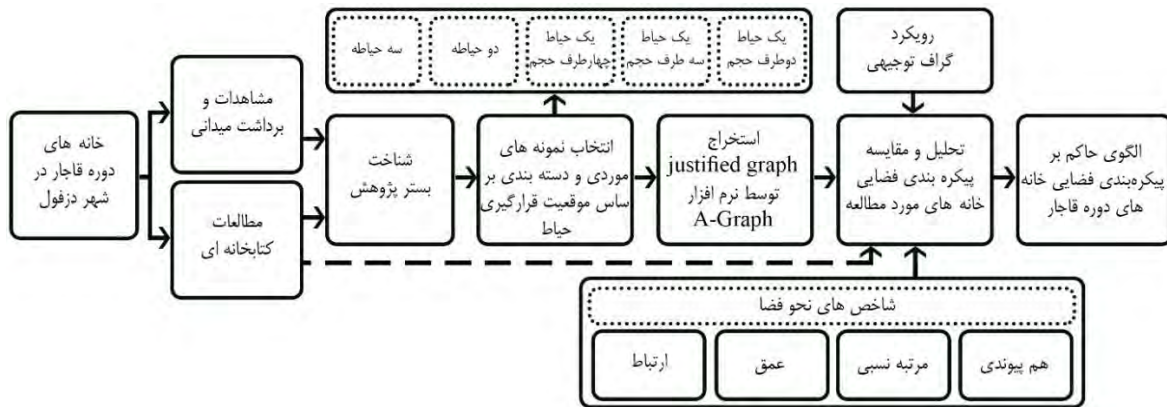 سه حیاطه
دو حیاطه
یک حیاط
چهارطرف حجم
یک حیاط
سه طرف حجم
یک حیاط
دوطرف حجم
رویکرد
گراف توجیهی
خانه های
دوره قاجار در
شهر دزفول
مشاهدات و
برداشت میدانی
مطالعات
کتابخانه ای
شناخت
بستر پژوهش
انتخاب نمونه های
موردی و دسته بندی بر
ساس موقعیت قرارگیری
حیاط
استخراج
justified graph
توسط نرم افزار
A-Graph
تحلیل و مقایسه
پیکره بندی فضایی
خانه های مورد مطالعه
الگوی حاکم بر
پیکره‌بندی فضایی خانه
های دوره قاجار
شاخص های نحو فضا
ارتباط
عمق
مرتبه نسبی
هم پیوندی